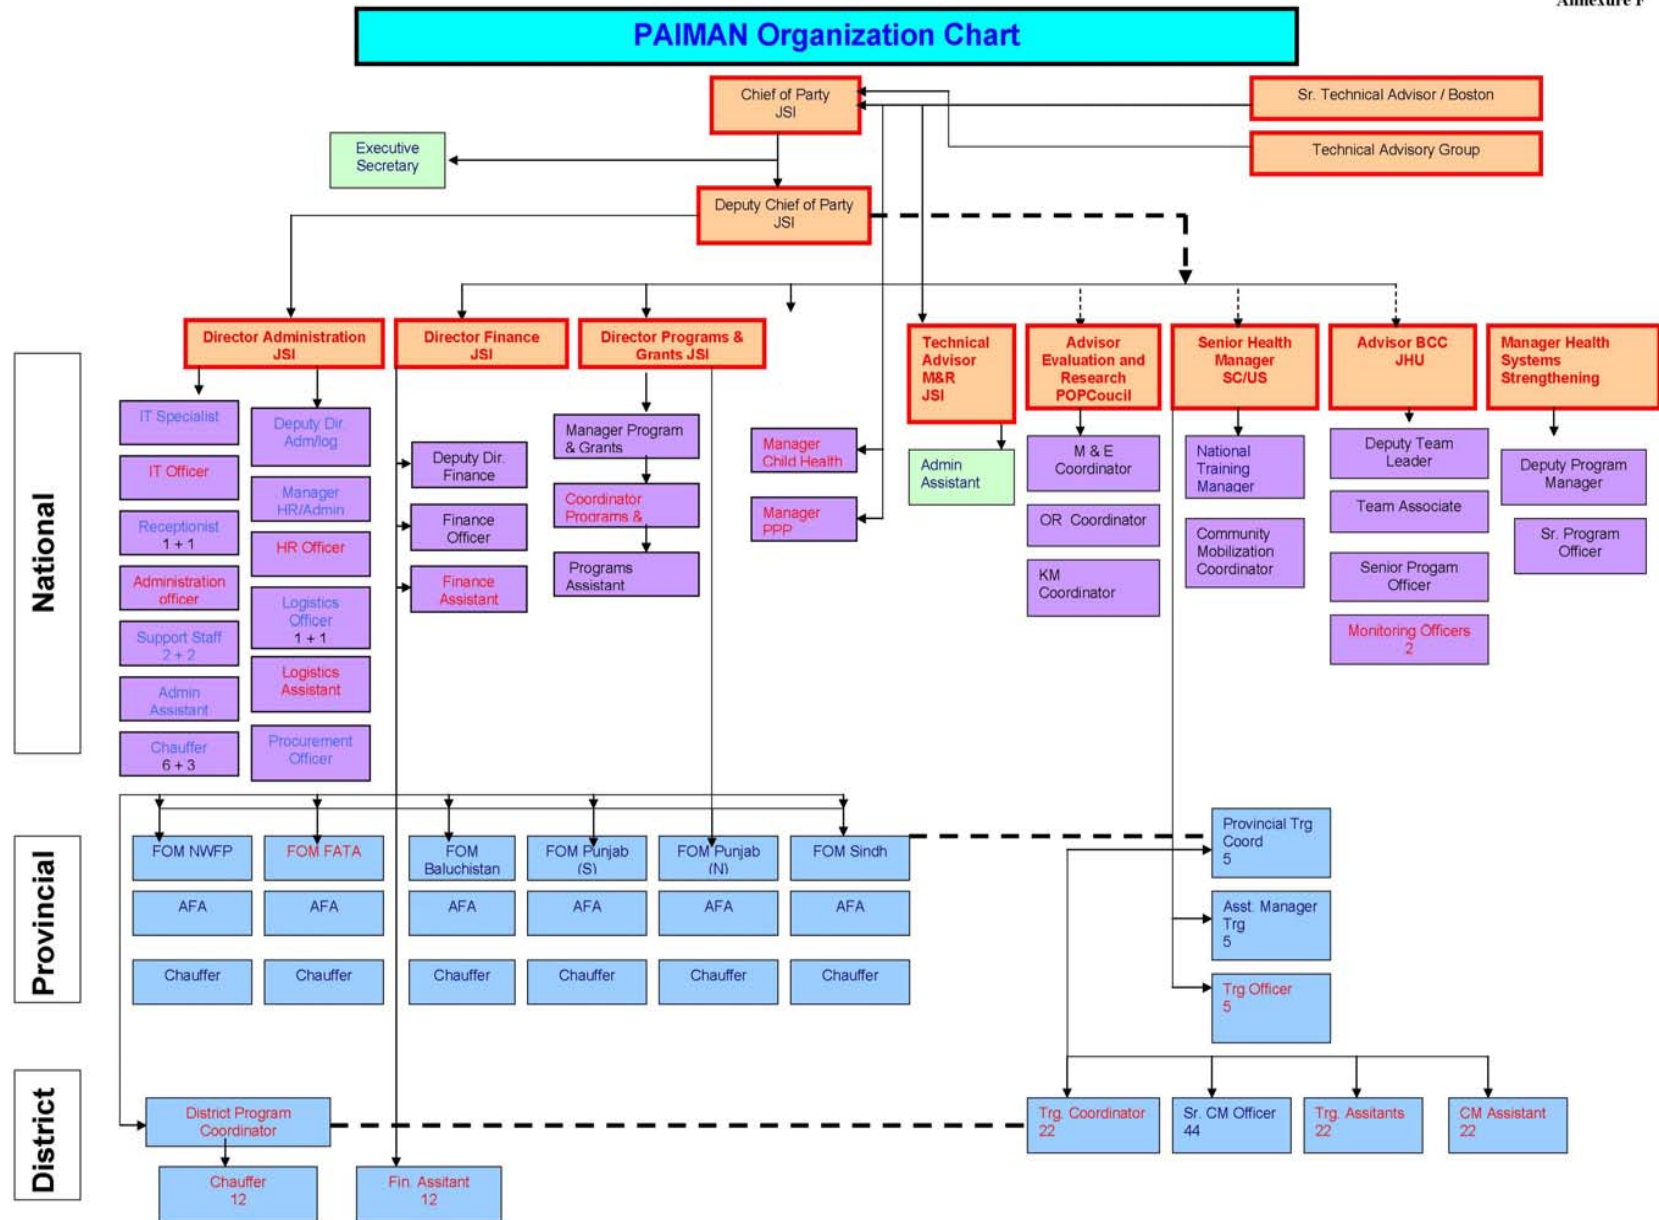 Annexure F
PAIMAN Organization Chart
Chief of Party
JSI
Sr. Technical Advisor / Boston
Technical Advisory Group
Executive
Secretary
Deputy Chief of Party
JSI
National
Director Administration
JSI
Director Finance
JSI
Director Programs &
Grants JSI
Technical
Advisor
M&R
JSI
Advisor
Evaluation and
Research
POPCoucil
Senior Health
Manager
SC/US
Advisor BCC
JHU
Manager Health
Systems
Strengthening
IT Specialist
IT Officer
Receptionist
1 + 1
Administration
officer
Support Staff
2 + 2
Admin
Assistant
Chauffer
6 + 3
Deputy Dir.
Adm/log
Manager
HR/Admin
HR Officer
Logistics
Officer
1 + 1
Logistics
Assistant
Procurement
Officer
Deputy Dir.
Finance
Finance
Officer
Finance
Assistant
Manager Program
& Grants
Coordinator
Programs &
Programs
Assistant
Manager
Child Health
Manager
PPP
Admin
Assistant
M & E
Coordinator
OR Coordinator
KM
Coordinator
National
Training
Manager
Community
Mobilization
Coordinator
Deputy Team
Leader
Team Associate
Senior Progam
Officer
Monitoring Officers
2
Deputy Program
Manager
Sr. Program
Officer
Provincial
FOM NWFP
AFA
Chauffer
FOM FATA
AFA
Chauffer
FOM
Baluchistan
AFA
Chauffer
FOM Punjab
(S)
AFA
Chauffer
FOM Punjab
(N)
AFA
Chauffer
FOM Sindh
AFA
Chauffer
Provincial Trg
Coord
5
Asst. Manager
Trg
5
Trg Officer
5
District
District Program
Coordinator
Chauffer
12
Fin. Assitant
12
Trg. Coordinator
22
Sr. CM Officer
44
Trg. Assitants
22
CM Assistant
22